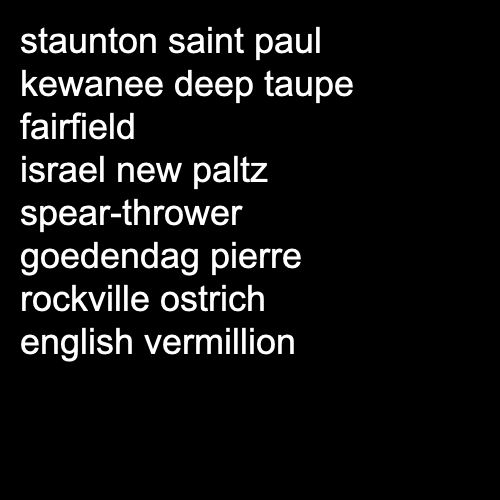 staunton saint paul
kewanee deep taupe
fairfield
israel new paltz
spear-thrower
goedendag pierre
rockville ostrich
english vermillion